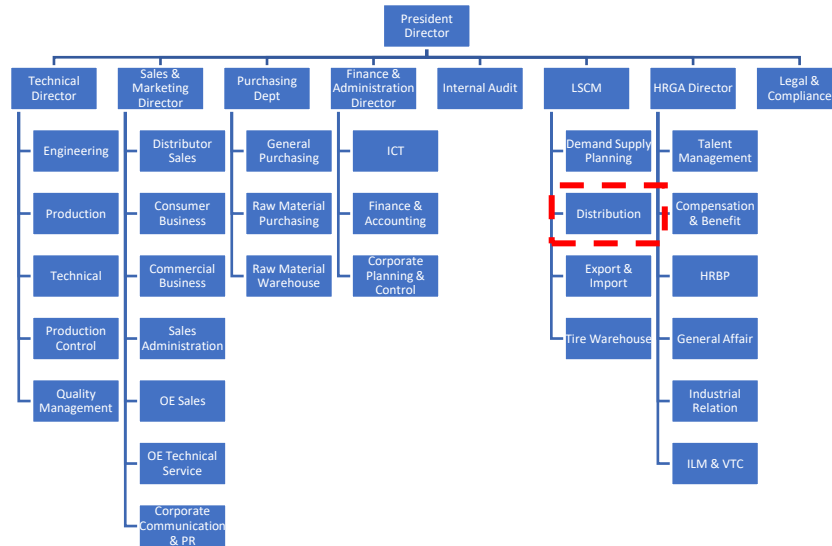 President
Director
Technical
Director
Sales &
Marketing
Director
Purchasing
Dept
Finance &
Administration
Director
Internal Audit
LSCM
HRGA Director
Legal &
Compliance
Engineering
Production
Technical
Production
Control
Quality
Management
Distributor
Sales
Consumer
Business
Commercial
Business
Sales
Administration
OE Sales
OE Technical
Service
Corporate
Communication
& PR
General
Purchasing
Raw Material
Purchasing
Raw Material
Warehouse
ICT
Finance &
Accounting
Corporate
Planning &
Control
Demand Supply
Planning
Distribution
Export &
Import
Tire Warehouse
Talent
Management
Compensation
& Benefit
HRBP
General Affair
Industrial
Relation
ILM & VTC